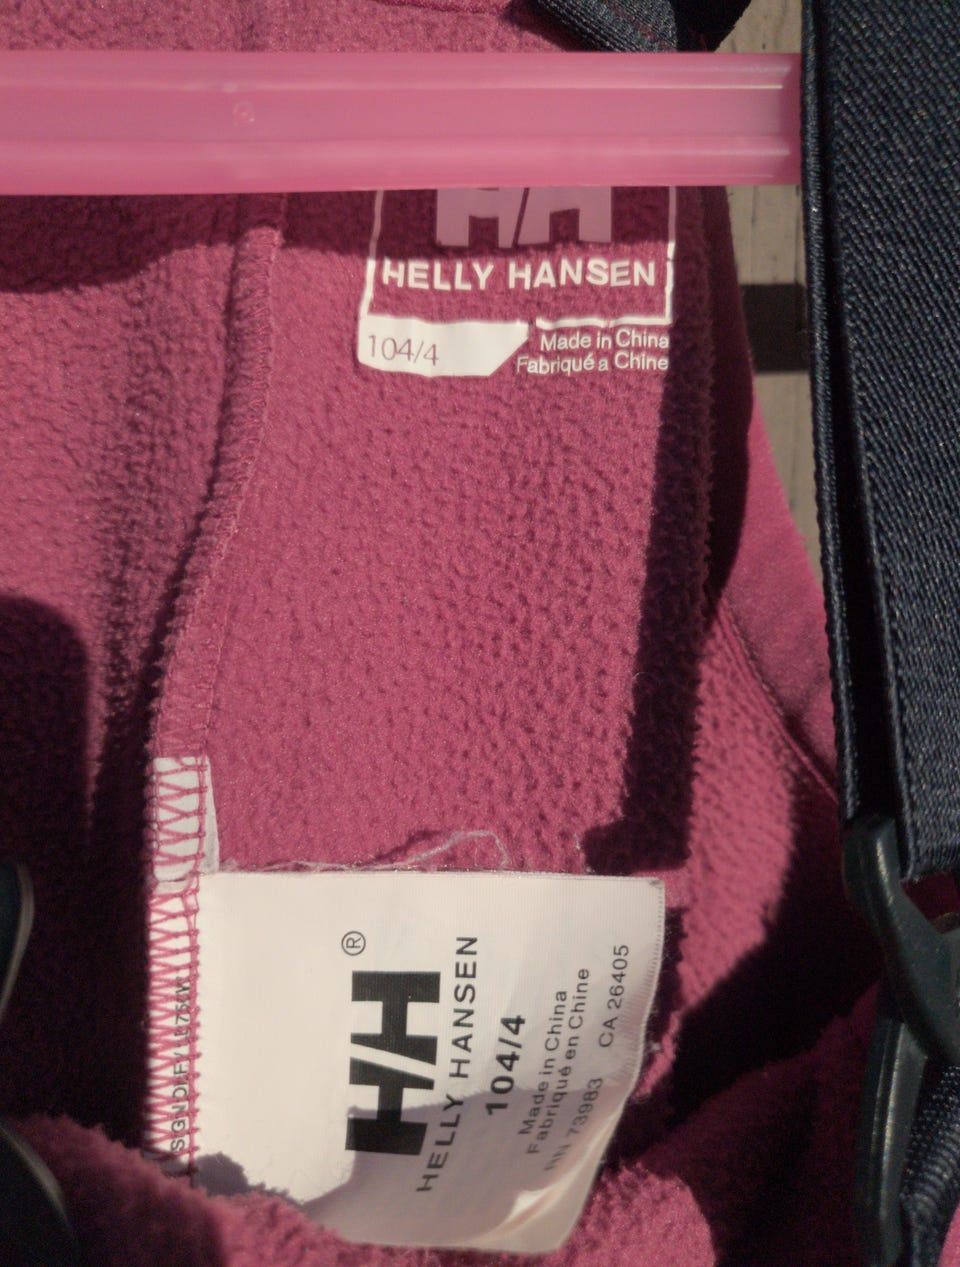 HH
HELLY HANSEN
104/4
Made in China
Fabriqué a Chine
HH®
HELLY HANSEN
104/4
Made in China
Fabriqué en Chine
RN 73983 CA 26405